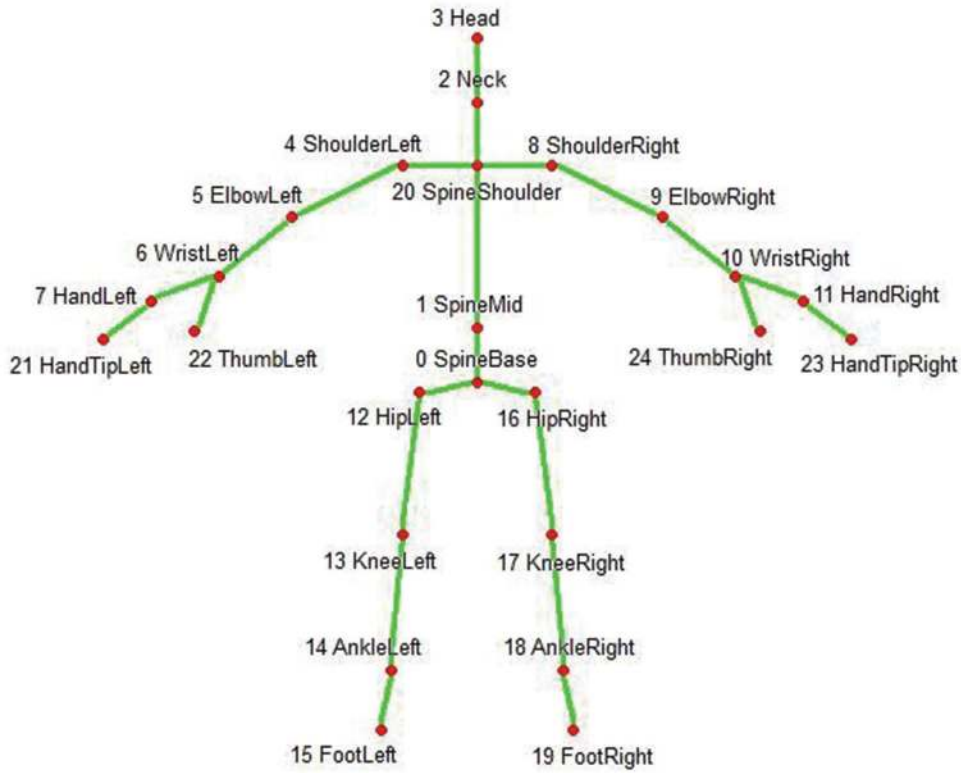 3 Head
2 Neck
4 ShoulderLeft
8 ShoulderRight
20 SpineShoulder
5 ElbowLeft
9 ElbowRight
6 WristLeft
10 WristRight
7 HandLeft
11 HandRight
1 SpineMid
21 HandTipLeft
22 ThumbLeft
0 SpineBase
24 ThumbRight
23 HandTipRight
12 HipLeft
16 HipRight
13 KneeLeft
17 KneeRight
14 AnkleLeft
18 AnkleRight
15 FootLeft
19 FootRight